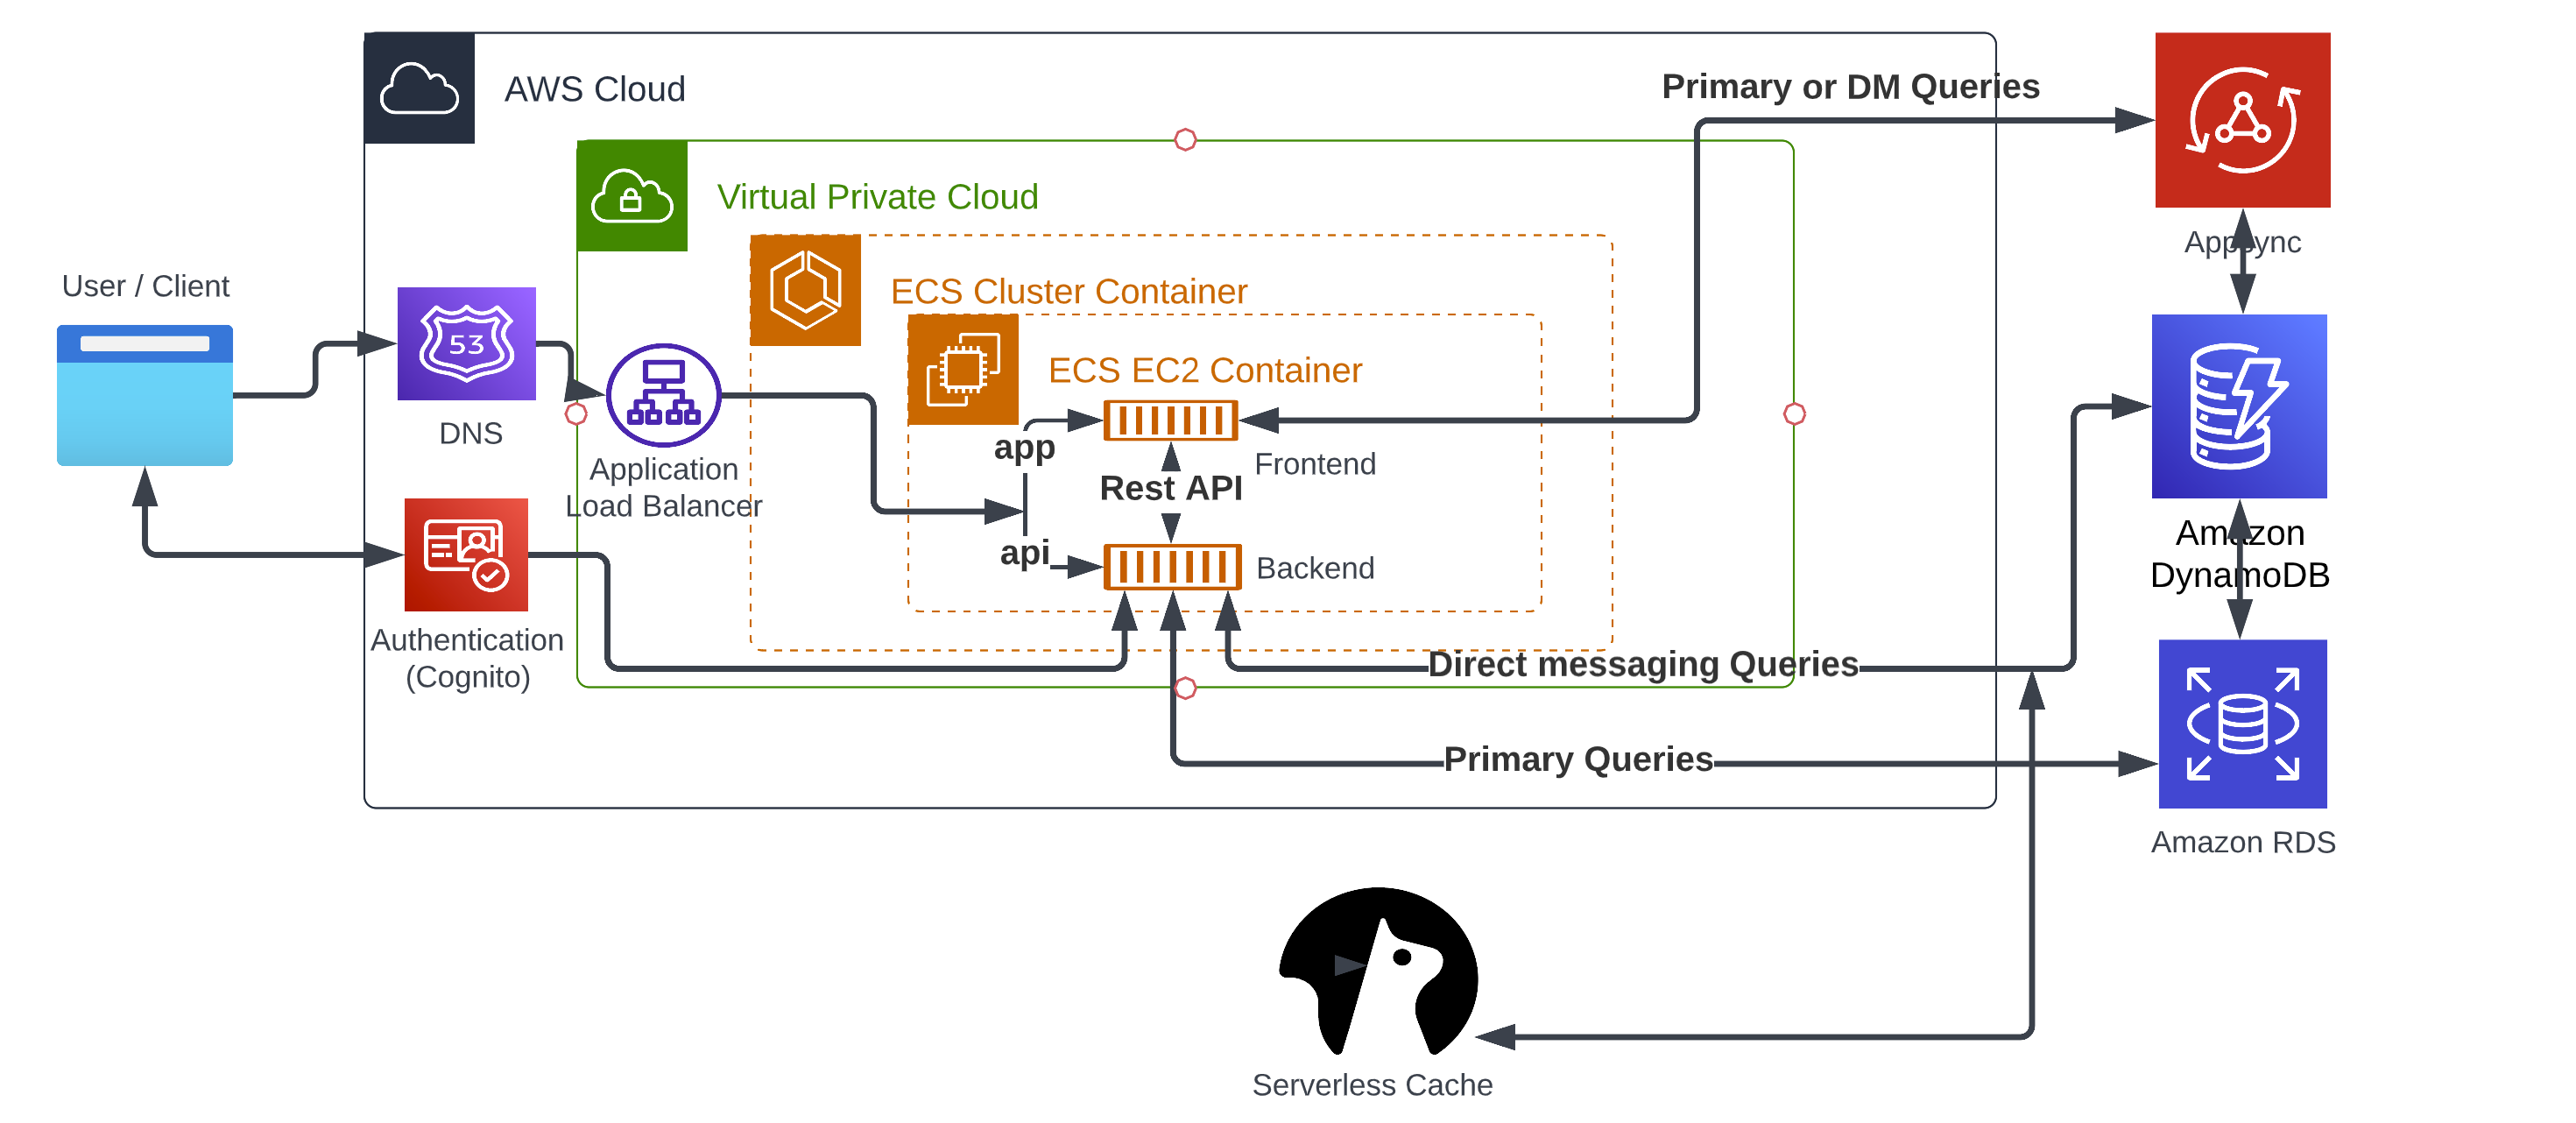 AWS Cloud
Primary or DM Queries
Virtual Private Cloud
Appsync
User / Client
ECS Cluster Container
53
ECS EC2 Container
DNS
app
Frontend
Application
Load Balancer
Rest API
api
Backend
Amazon
DynamoDB
Authentication
(Cognito)
Direct messaging Queries
Primary Queries
Amazon RDS
Serverless Cache